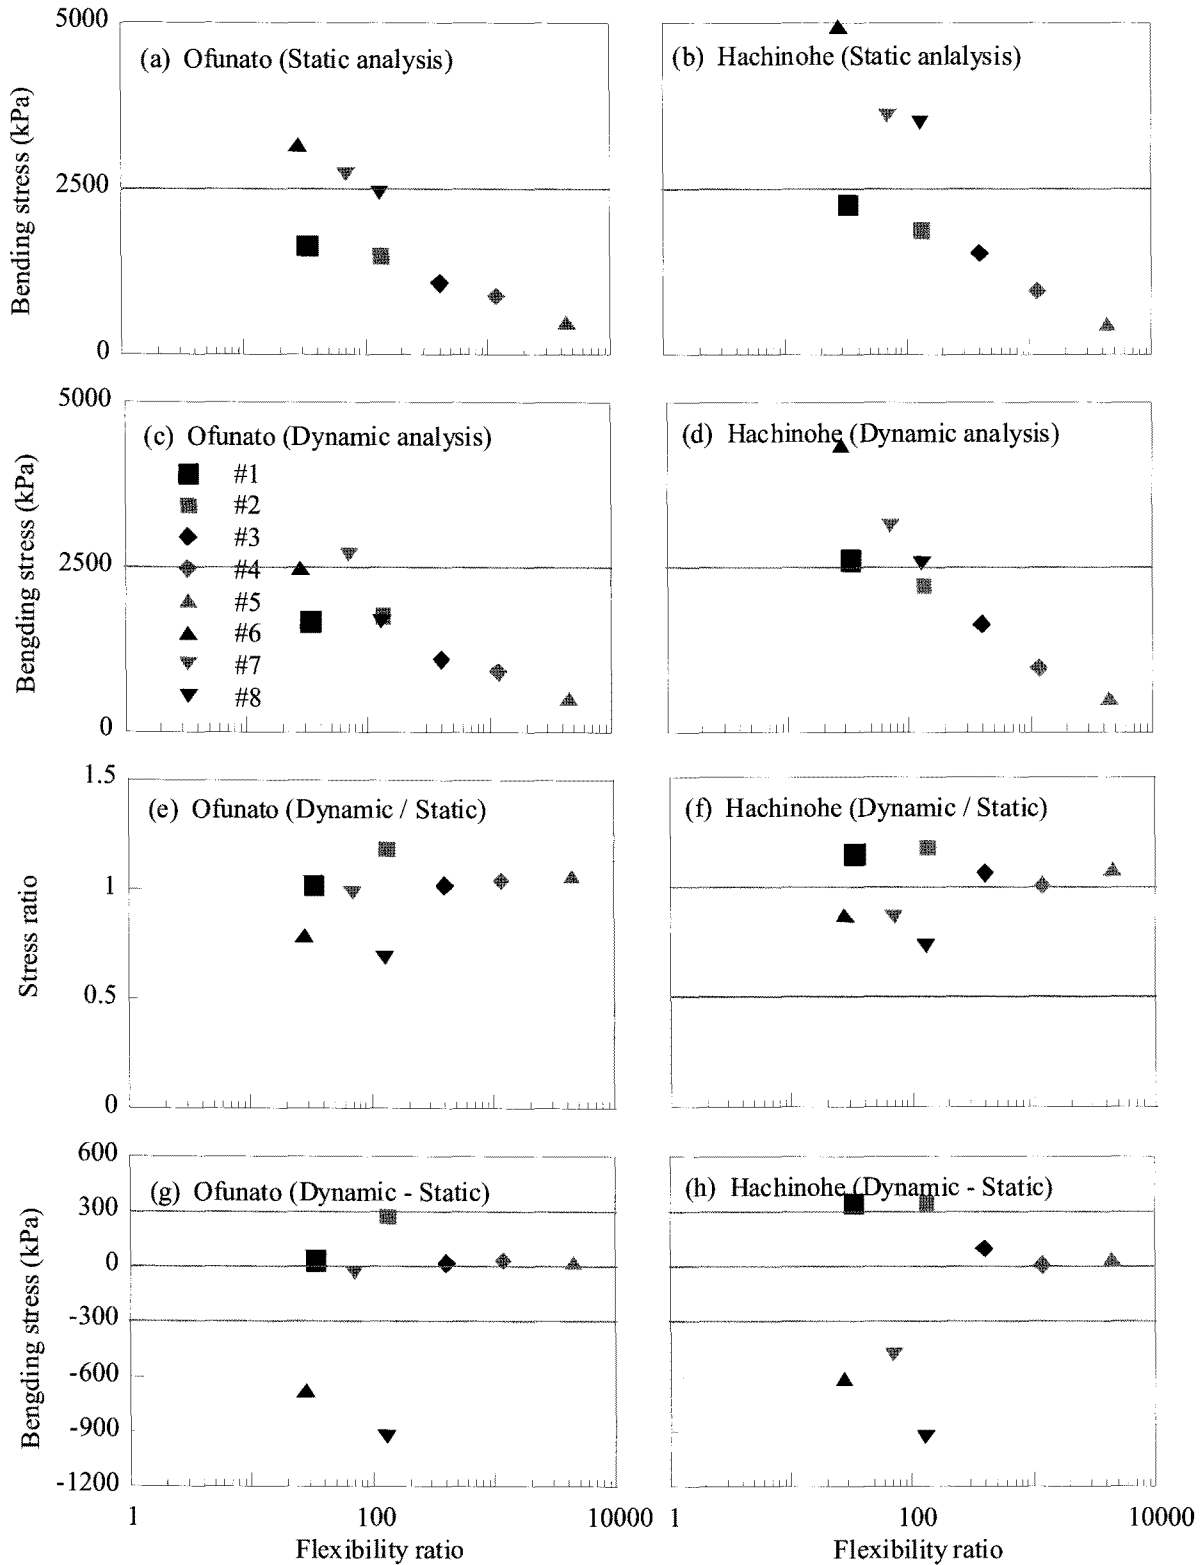 5000
2500
0
Bending stress (kPa)
(a) Ofunato (Static analysis)
(b) Hachinohe (Static anlalysis)
5000
2500
0
Bengding stress (kPa)
(c) Ofunato (Dynamic analysis)
#1
#2
#3
#4
#5
#6
#7
#8
(d) Hachinohe (Dynamic analysis)
1.5
1
0.5
0
Stress ratio
(e) Ofunato (Dynamic / Static)
(f) Hachinohe (Dynamic / Static)
600
300
0
-300
-600
-900
-1200
Bengding stress (kPa)
(g) Ofunato (Dynamic - Static)
(h) Hachinohe (Dynamic - Static)
1 100 10000
Flexibility ratio
1 100 10000
Flexibility ratio